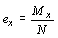 e_x = M_x / N